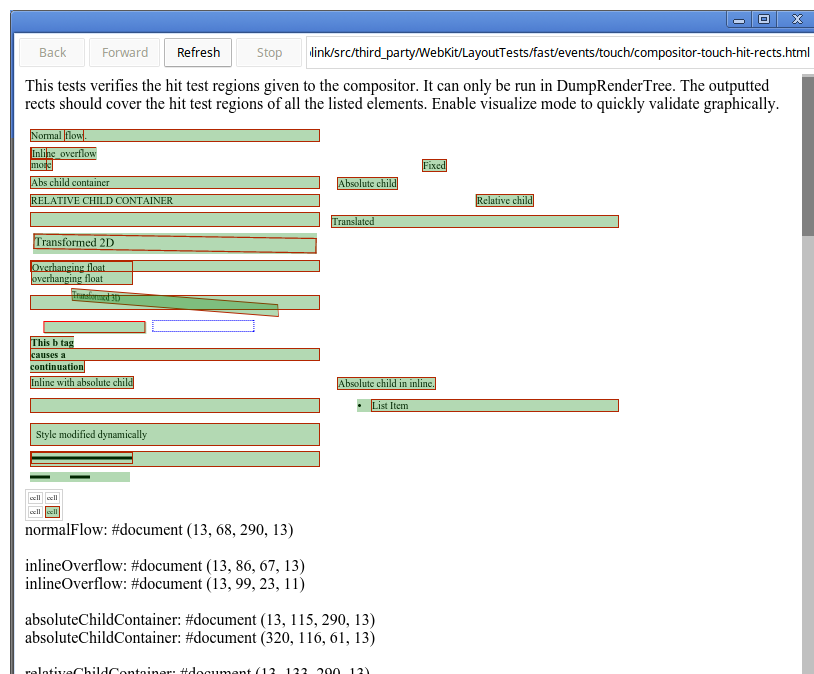 Back Forward Refresh Stop link/src/third_party/WebKit/LayoutTests/fast/events/touch/compositor-touch-hit-rects.html
This tests verifies the hit test regions given to the compositor. It can only be run in DumpRenderTree. The outputted
rects should cover the hit test regions of all the listed elements. Enable visualize mode to quickly validate graphically.
Normal flow.
Inline overflow
more Fixed
Abs child container Absolute child
RELATIVE CHILD CONTAINER Relative child
Translated
Transformed 2D
Overhanging float
overhanging float
Transformed 3D
This b tag
causes a
continuation
Inline with absolute child Absolute child in inline.
• List Item
Style modified dynamically
cell cell
cell cell
normalFlow: #document (13, 68, 290, 13)
inlineOverflow: #document (13, 86, 67, 13)
inlineOverflow: #document (13, 99, 23, 11)
absoluteChildContainer: #document (13, 115, 290, 13)
absoluteChildContainer: #document (320, 116, 61, 13)
relativeChildContainer: #document (13, 133, 290, 13)